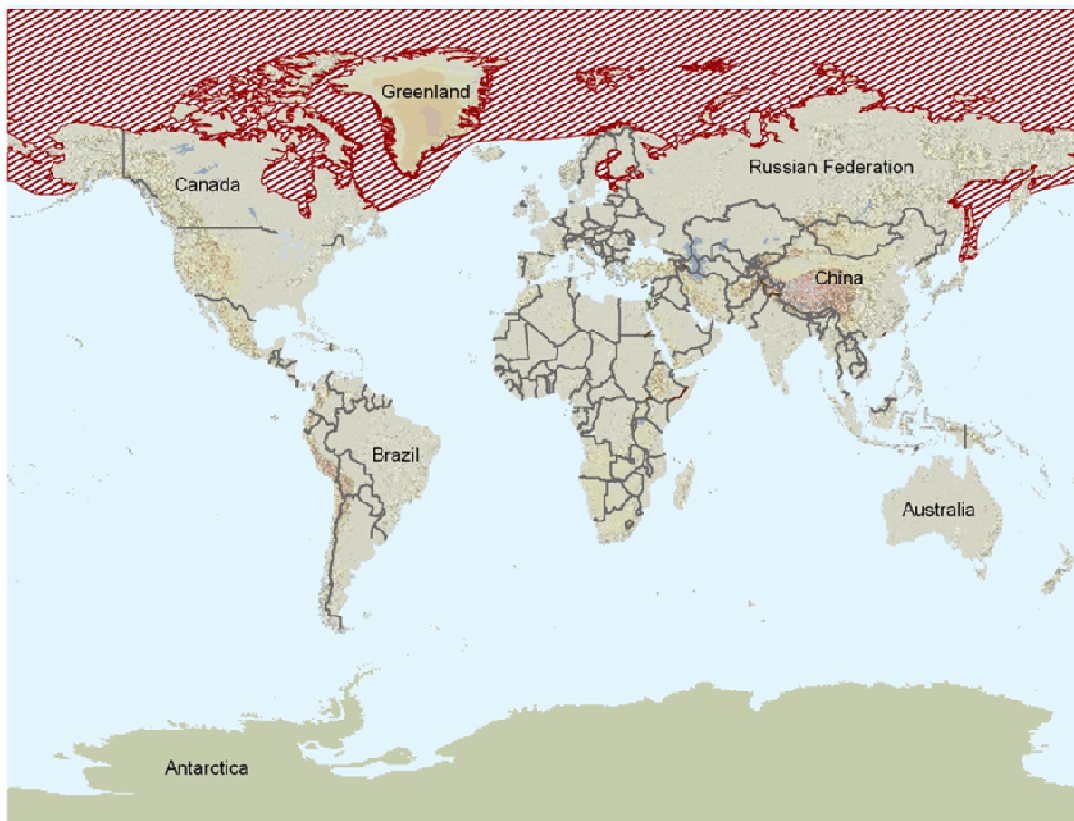 Greenland
Canada
Russian Federation
China
Brazil
Australia
Antarctica